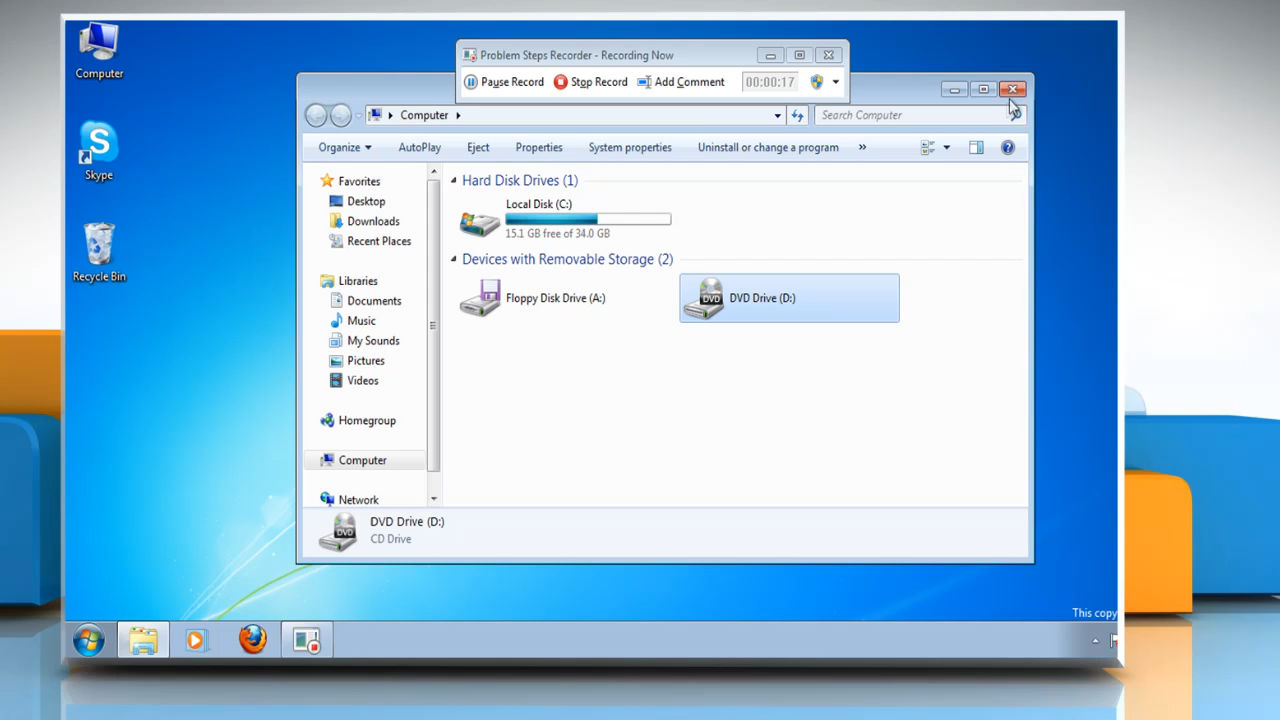 Computer
Skype
Recycle Bin
Problem Steps Recorder - Recording Now
Pause Record Stop Record Add Comment 00:00:17
Computer
Search Computer
Organize AutoPlay Eject Properties System properties Uninstall or change a program »
Favorites
Desktop
Downloads
Recent Places
Libraries
Documents
Music
My Sounds
Pictures
Videos
Homegroup
Computer
Network
Hard Disk Drives (1)
Local Disk (C:)
15.1 GB free of 34.0 GB
Devices with Removable Storage (2)
Floppy Disk Drive (A:)
DVD
DVD Drive (D:)
DVD
DVD Drive (D:)
CD Drive
This copy